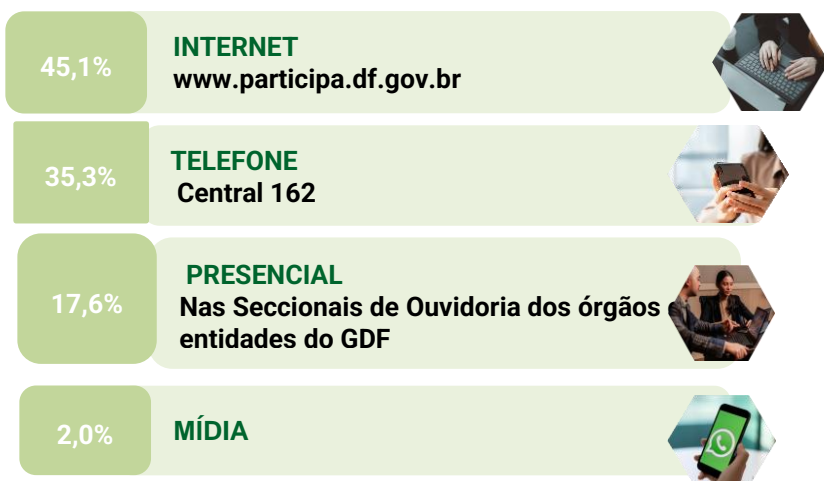 45,1%
INTERNET
www.participa.df.gov.br
35,3%
TELEFONE
Central 162
17,6%
PRESENCIAL
Nas Seccionais de Ouvidoria dos órgãos
entidades do GDF
2,0%
MÍDIA